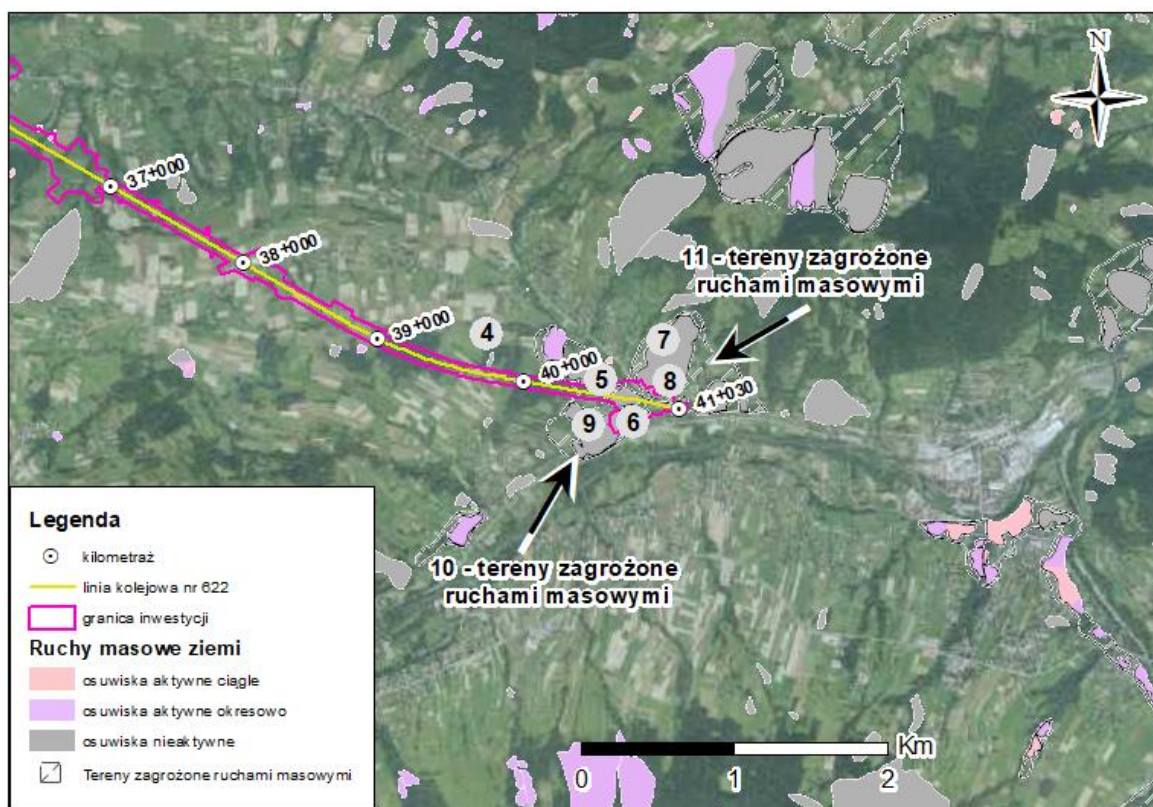 N
37+000
38+000
39+000
4
40+000
5
6
7
8
9
41+030
11 - tereny zagrożone
ruchami masowymi
10 - tereny zagrożone
ruchami masowymi
Legenda
kilometraż
linia kolejowa nr 622
granica inwestycji
Ruchy masowe ziemi
osuwiska aktywne ciągle
osuwiska aktywne okresowo
osuwiska nieaktywne
Tereny zagrożone ruchami masowymi
Km
0 1 2